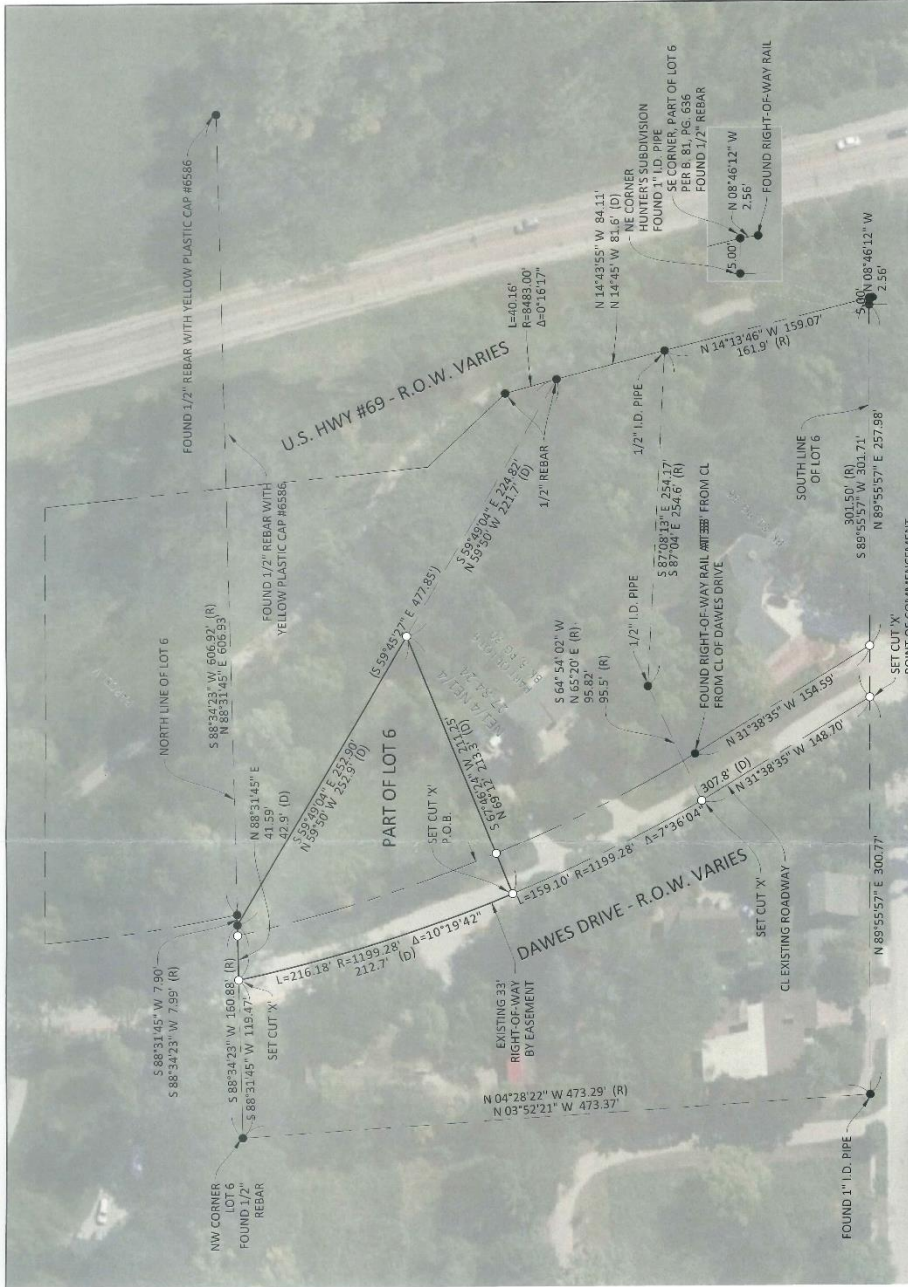 FOUND 1/2" REBAR WITH YELLOW PLASTIC CAP #6586
NORTH LINE OF LOT 6
S 88°34'23" W 606.92' (R)
N 88°31'45" E 606.93'
FOUND 1/2" REBAR WITH
YELLOW PLASTIC CAP #6586
U.S. HWY #69 - R.O.W. VARIES
L=40.16'
R=8483.00'
Δ=0°16'17"
N 14°43'55" W 84.11'
N 14°45' W 81.6' (D)
NE CORNER
HUNTER'S SUBDIVISION
FOUND 1" I.D. PIPE
SE CORNER, PART OF LOT 6
PER B. 81, PG. 636
FOUND 1/2" REBAR
5.00'
N 08°46'12" W
2.56'
FOUND RIGHT-OF-WAY RAIL
S 88°31'45" W 7.90'
S 88°34'23" W 7.99' (R)
N 88°31'45" E
41.59'
42.9' (D)
S 59°49'04" E 252.90'
N 59°50' W 252.9' (D)
(S 59°45'27" E 477.85')
S 59°49'04" E 224.82'
N 59°50' W 221.7' (D)
1/2" REBAR
1/2" I.D. PIPE
N 14°13'46" W 159.07'
161.9' (R)
5.00'
N 08°46'12" W
2.56'
PART OF LOT 6
SET CUT 'X'
P.O.B.
S 67°46'24" W 211.25'
N 69°12' 213.3' (D)
S 64° 54' 02" W
N 65°20' E (R)
95.82'
95.5' (R)
1/2" I.D. PIPE
S 87°08'13" E 254.17'
S 87°04' E 254.6' (R)
FOUND RIGHT-OF-WAY RAIL
FROM CL
FROM CL OF DAWES DRIVE
SOUTH LINE
OF LOT 6
301.50' (R)
S 89°55'57" W 301.71'
N 89°55'57" E 257.98'
NW CORNER
LOT 6
FOUND 1/2"
REBAR
S 88°34'23" W 160.88' (R)
S 88°31'45" W 119.47'
SET CUT 'X'
L=216.18' R=1199.28' Δ=10°19'42"
212.7' (D)
EXISTING 33'
RIGHT-OF-WAY
BY EASEMENT
L=159.10' R=1199.28' Δ=7°36'04"
307.8' (D)
DAWES DRIVE - R.O.W. VARIES
N 31°38'35" W 154.59'
N 31°38'35" W 148.70'
SET CUT 'X'
CL EXISTING ROADWAY
SET CUT 'X'
POINT OF COMMENCEMENT
N 04°28'22" W 473.29' (R)
N 03°52'21" W 473.37'
N 89°55'57" E 300.77'
FOUND 1" I.D. PIPE